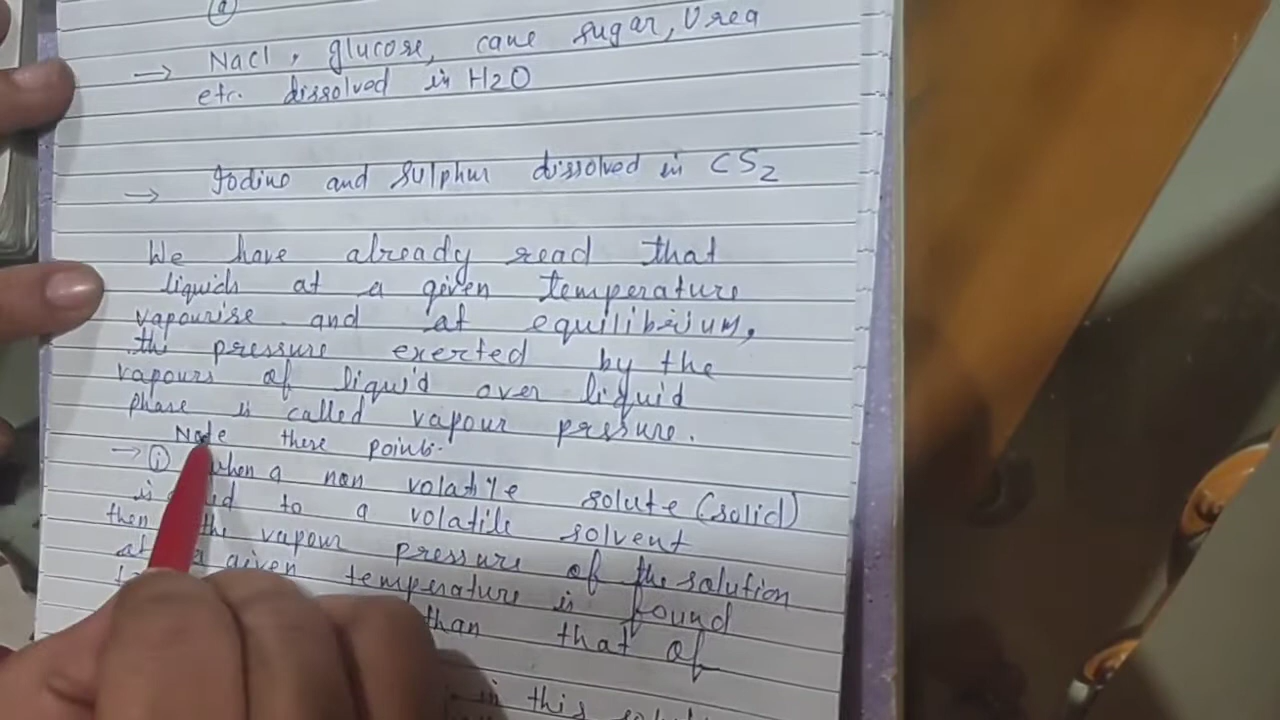 (a)
→ NaCl, glucose, cane sugar, Urea
etc. dissolved in H2O
→ Iodine and Sulphur dissolved in CS2
We have already read that
liquids at a given temperature
vapourise and at equilibrium,
the pressure exerted by the
vapours of liquid over liquid
phase is called vapour pressure.
Note these points-
→ (i) when a non volatile solute (solid)
is to a volatile solvent
then the vapour pressure of the solution
at a given temperature is found
than that of
in this